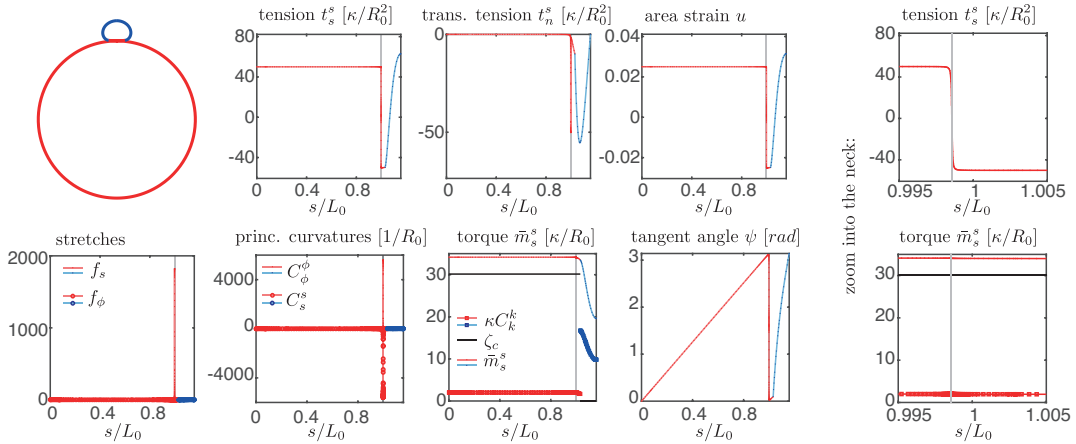 tension $t_s^s$ [$\kappa/R_0^2$]
80
40
0
-40
0
0.4
0.8
$s/L_0$
trans. tension $t_n^s$ [$\kappa/R_0^2$]
0
-50
0
0.4
0.8
$s/L_0$
area strain $u$
0.04
0.02
0
-0.02
0
0.4
0.8
$s/L_0$
zoom into the neck:
tension $t_s^s$ [$\kappa/R_0^2$]
80
40
0
-40
0.995
1
1.005
$s/L_0$
stretches
2000
1000
0
$f_s$
$f_\phi$
0
0.4
0.8
$s/L_0$
princ. curvatures [$1/R_0$]
4000
0
-4000
$C_\phi^\phi$
$C_s^s$
0
0.4
0.8
$s/L_0$
torque $\bar{m}_s^s$ [$\kappa/R_0$]
30
20
10
0
$\kappa C_k^k$
$\zeta_c$
$\bar{m}_s^s$
0
0.4
0.8
$s/L_0$
tangent angle $\psi$ [rad]
3
2
1
0
0
0.4
0.8
$s/L_0$
torque $\bar{m}_s^s$ [$\kappa/R_0$]
30
20
10
0
0.995
1
1.005
$s/L_0$